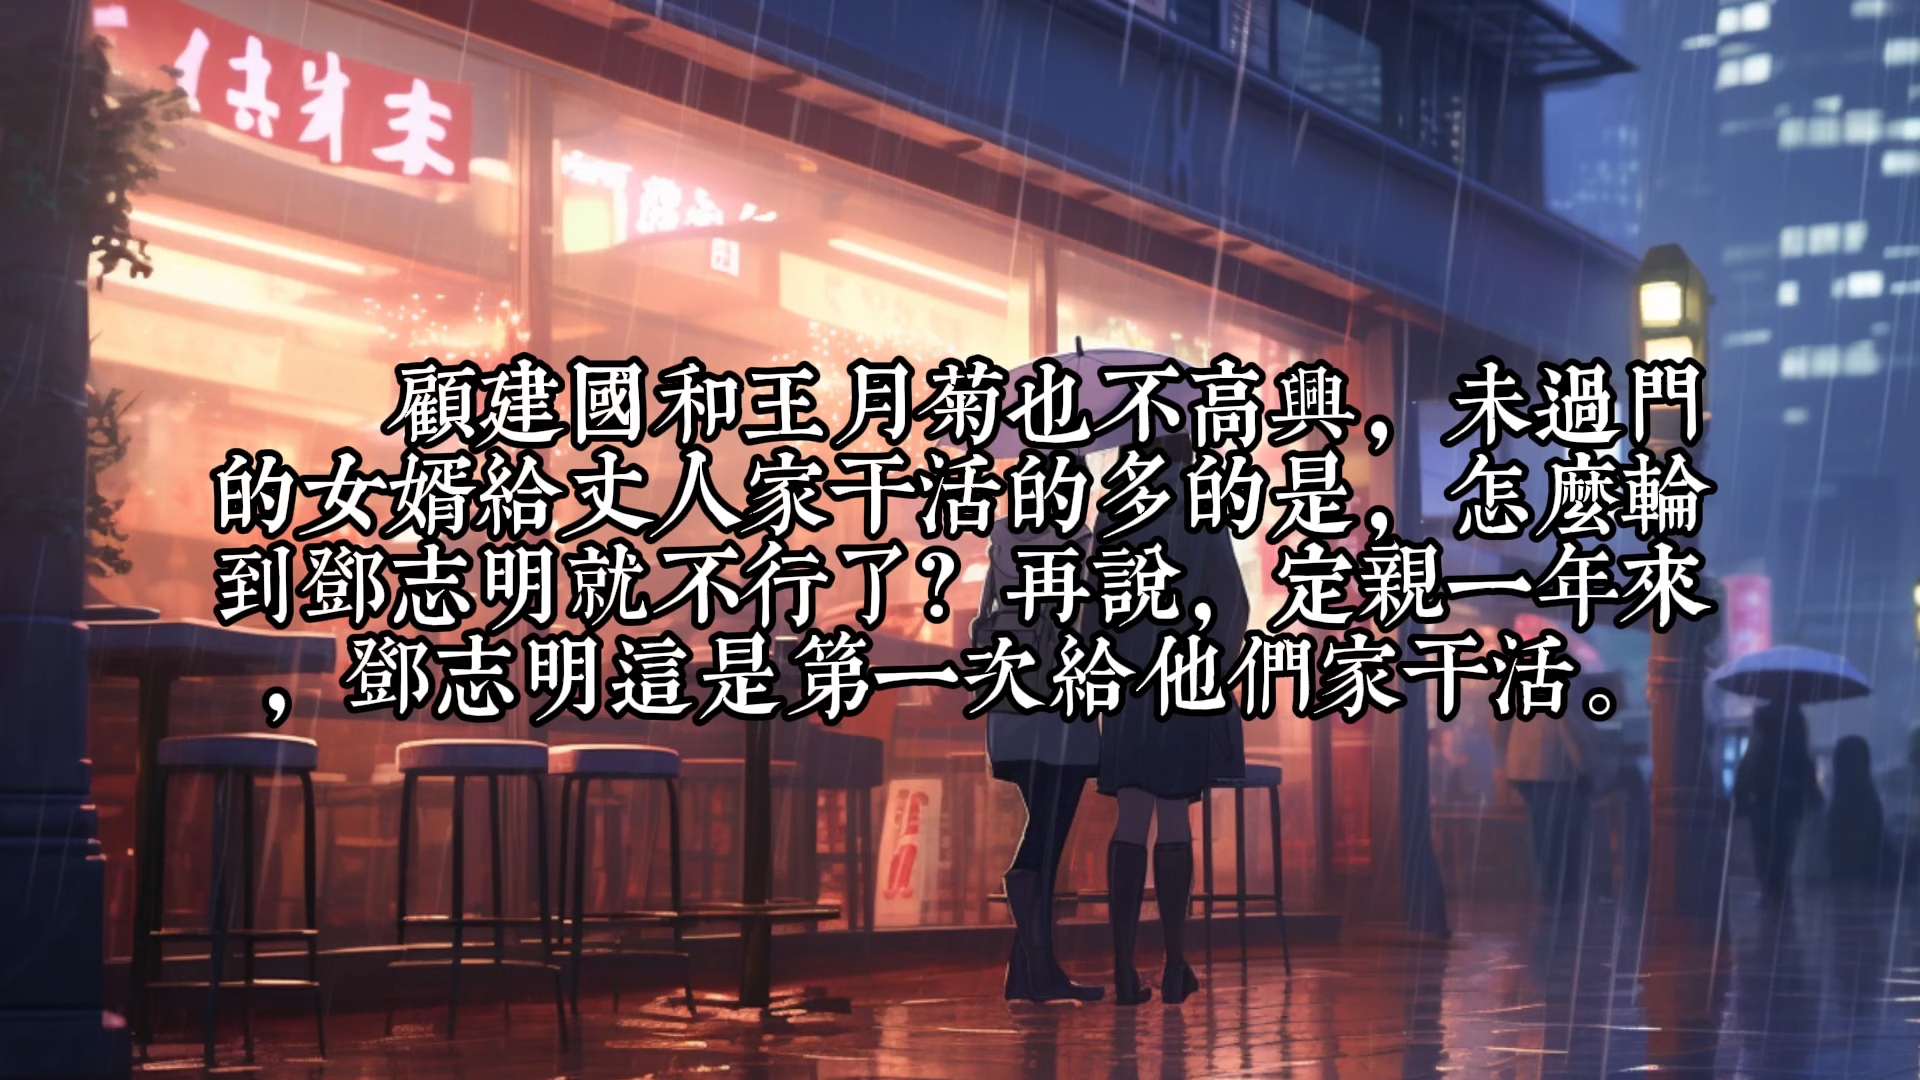 顧建國和王月菊也不高興，未過門
的女婿給丈人家干活的多的是，怎麼輪
到鄧志明就不行了？再說，定親一年來
，鄧志明這是第一次給他們家干活。